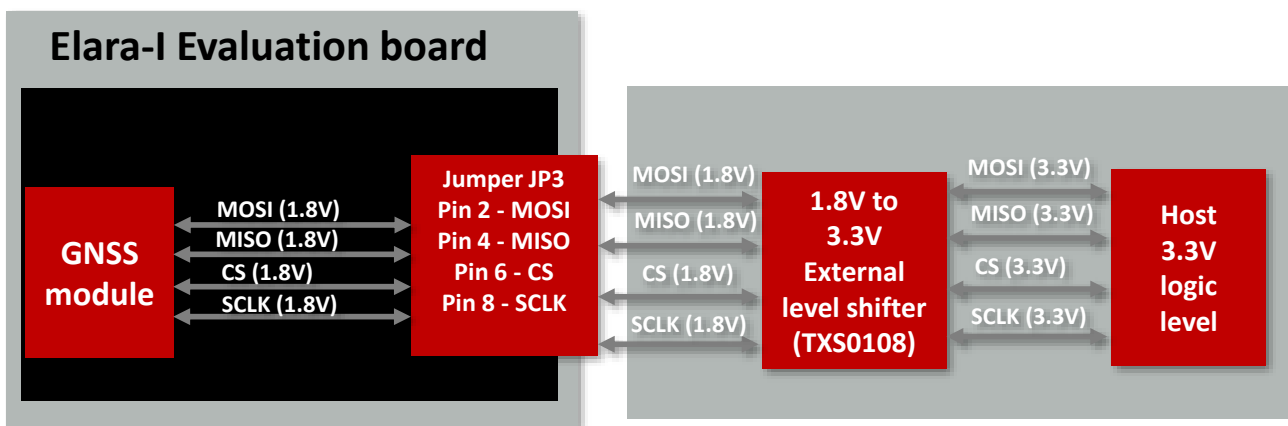 Elara-I Evaluation board
GNSS
module
MOSI (1.8V)
MISO (1.8V)
CS (1.8V)
SCLK (1.8V)
Jumper JP3
Pin 2 - MOSI
Pin 4 - MISO
Pin 6 - CS
Pin 8 - SCLK
MOSI (1.8V)
MISO (1.8V)
CS (1.8V)
SCLK (1.8V)
1.8V to
3.3V
External
level shifter
(TXS0108)
MOSI (3.3V)
MISO (3.3V)
CS (3.3V)
SCLK (3.3V)
Host
3.3V
logic
level